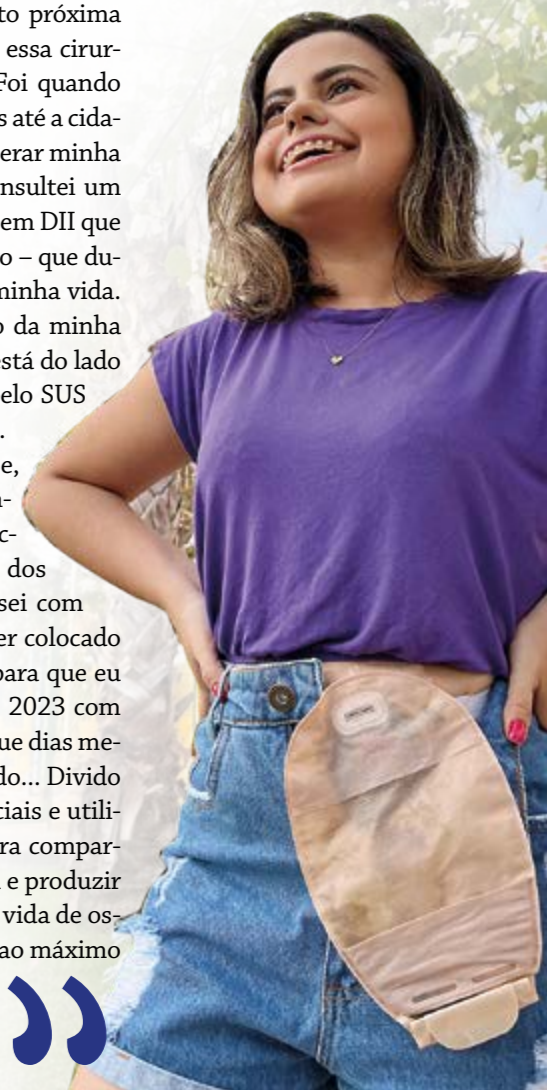 to próxima
essa cirur-
Foi quando
s até a cida-
erar minha
nsultei um
em DII que
o – que du-
minha vida.
o da minha
está do lado
elo SUS
.
e,
a-
c-
dos
sei com
er colocado
para que eu
2023 com
ue dias me-
do... Divido
ciais e utili-
ra compar-
e produzir
vida de os-
ao máximo
”